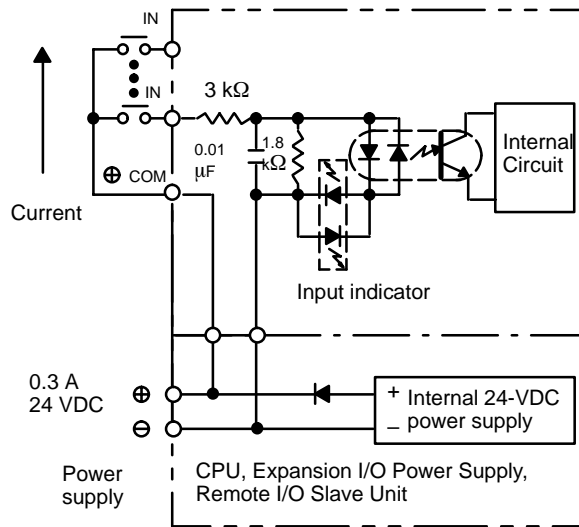 IN
IN
3 kΩ
0.01
µF
1.8
kΩ
Internal
Circuit
⊕ COM
Current
Input indicator
0.3 A
24 VDC
⊕
⊖
+ Internal 24-VDC
– power supply
Power
supply
CPU, Expansion I/O Power Supply,
Remote I/O Slave Unit